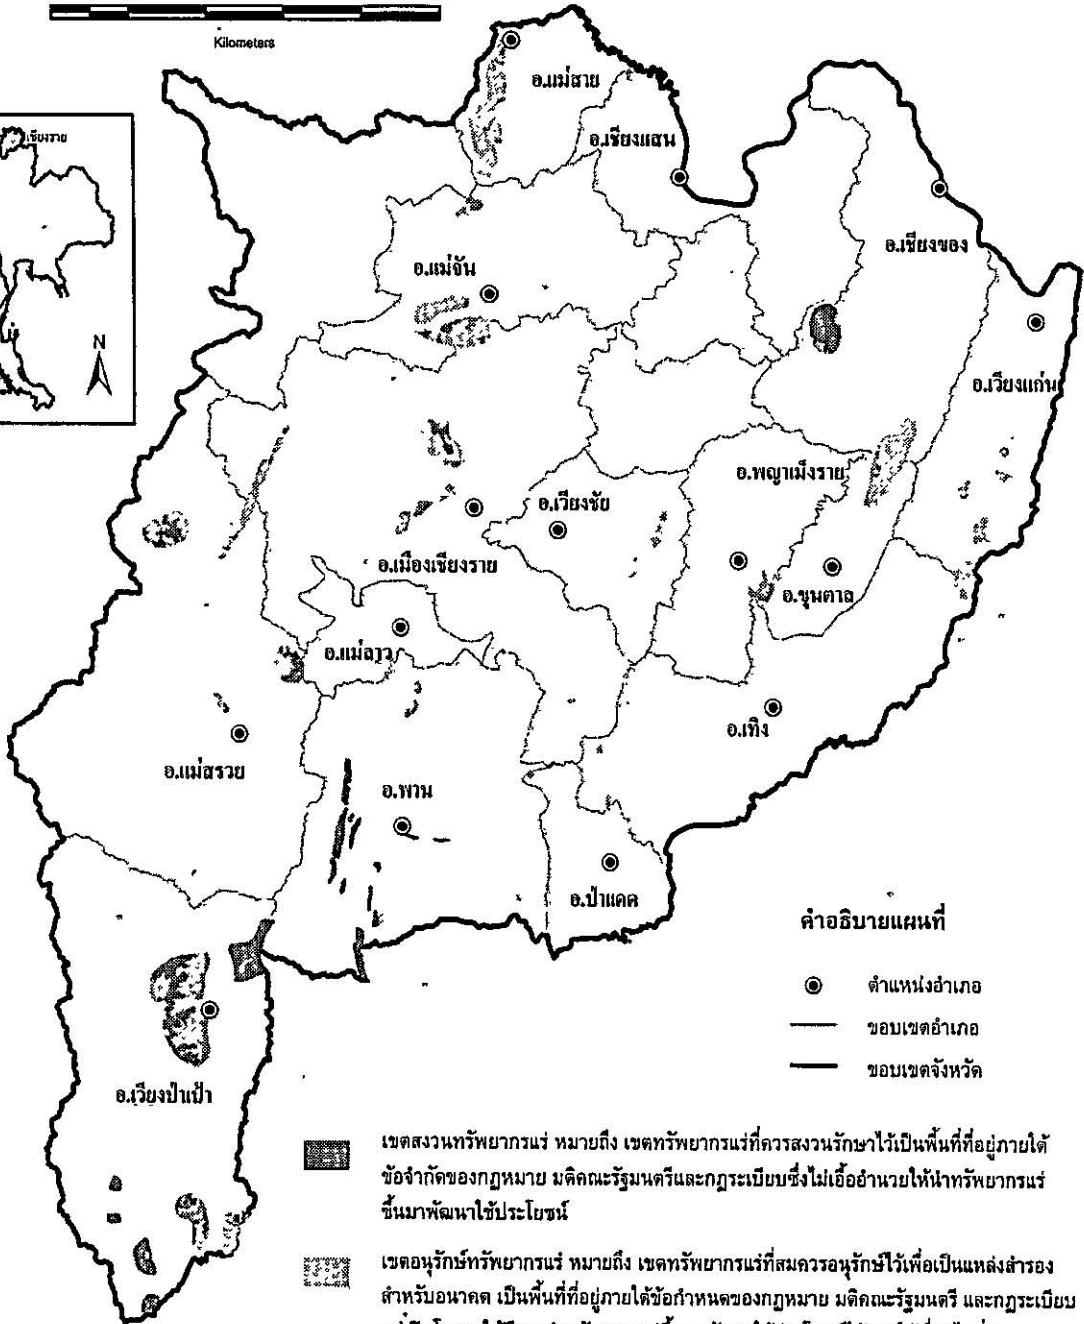 Kilometers
เชียงราย
N
อ.แม่สาย
อ.เชียงแสน
อ.เชียงของ
อ.แม่จัน
อ.เวียงแก่น
อ.พญาเม็งราย
อ.เวียงชัย
อ.เมืองเชียงราย
อ.ขุนตาล
อ.แม่ลาว
อ.เทิง
อ.แม่สรวย
อ.พาน
อ.ป่าแดด
อ.เวียงป่าเป้า
คำอธิบายแผนที่
ตำแหน่งอำเภอ
ขอบเขตอำเภอ
ขอบเขตจังหวัด
เขตสงวนทรัพยากรแร่ หมายถึง เขตทรัพยากรแร่ที่ควรสงวนรักษาไว้เป็นพื้นที่ที่อยู่ภายใต้
ข้อจำกัดของกฎหมาย มติคณะรัฐมนตรีและกฎระเบียบซึ่งไม่เอื้ออำนวยให้นำทรัพยากรแร่
ขึ้นมาพัฒนาใช้ประโยชน์
เขตอนุรักษ์ทรัพยากรแร่ หมายถึง เขตทรัพยากรแร่ที่สมควรอนุรักษ์ไว้เพื่อเป็นแหล่งสำรอง
สำหรับอนาคต เป็นพื้นที่ที่อยู่ภายใต้ข้อกำหนดของกฎหมาย มติคณะรัฐมนตรี และกฎระเบียบ